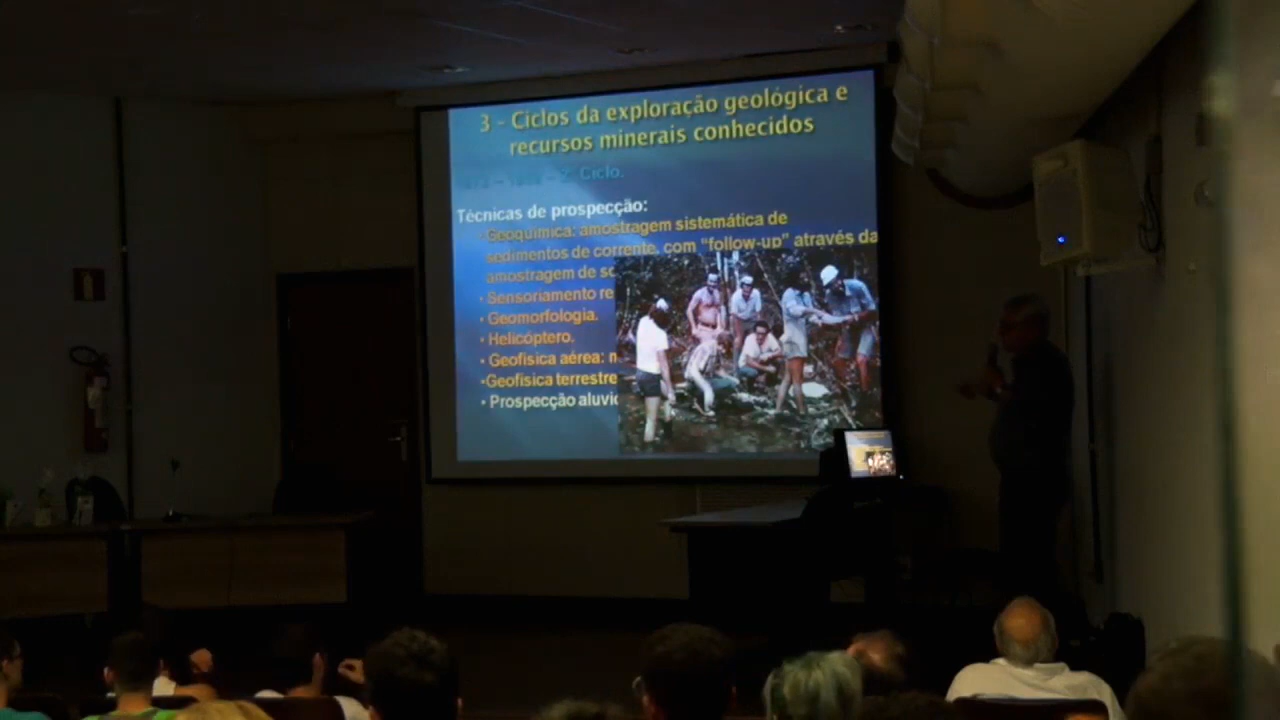 3 - Ciclos da exploração geológica e
recursos minerais conhecidos
Ciclo.
Técnicas de prospecção:
• Geoquímica: amostragem sistemática de
sedimentos de corrente, com "follow-up" através da
amostragem de
• Sensoriamento
• Geomorfologia.
• Helicóptero.
• Geofísica aérea:
• Geofísica terrestre
• Prospecção